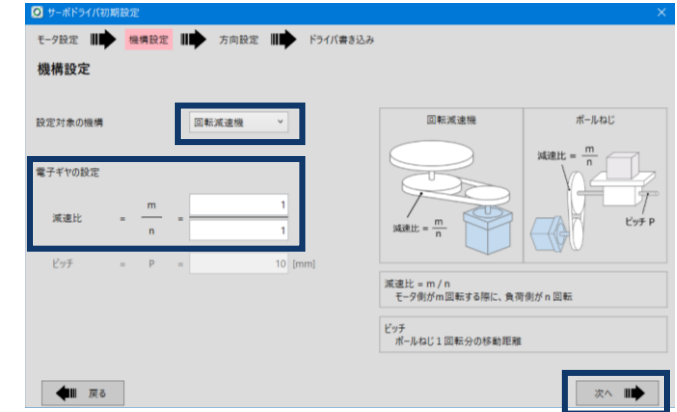 サーボドライバ初期設定
モータ設定 機構設定 方向設定 ドライバ書き込み
機構設定
設定対象の機構 回転減速機
電子ギヤの設定
減速比 = m / n = 1 / 1
ピッチ = P = 10 [mm]
回転減速機 ボールねじ
減速比 = m / n
減速比 = m / n
ピッチ P
減速比 = m / n
モータ側がm回転する際に、負荷側がn回転
ピッチ
ボールねじ1回転分の移動距離
戻る 次へ